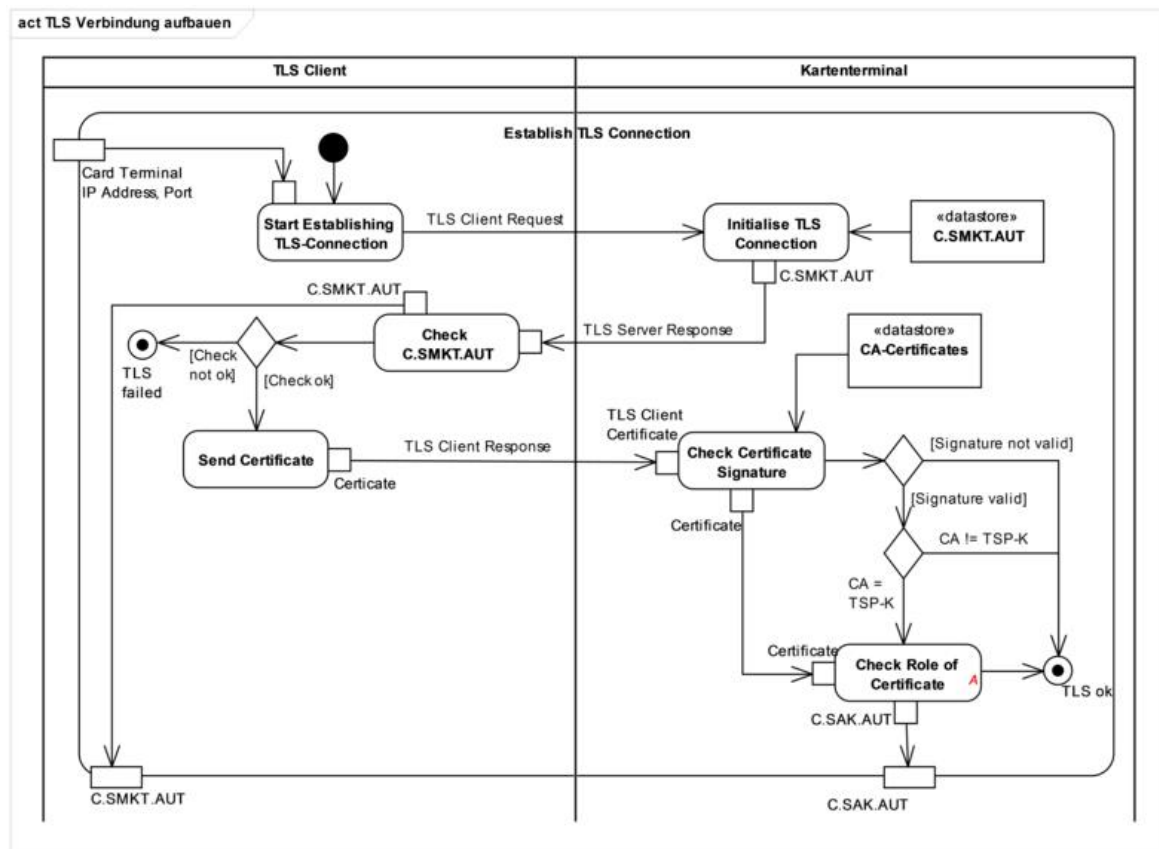 act TLS Verbindung aufbauen
TLS Client
Kartenterminal
Establish TLS Connection
Card Terminal
IP Address, Port
Start Establishing
TLS-Connection
TLS Client Request
Initialise TLS
Connection
«datastore»
C.SMKT.AUT
C.SMKT.AUT
C.SMKT.AUT
Check
C.SMKT.AUT
TLS Server Response
«datastore»
CA-Certificates
TLS
failed
[Check
not ok]
[Check ok]
Send Certificate
TLS Client Response
Certicate
TLS Client
Certificate
Check Certificate
Signature
[Signature not valid]
[Signature valid]
Certificate
CA != TSP-K
CA =
TSP-K
Certificate
Check Role of
Certificate
A
TLS ok
C.SAK.AUT
C.SMKT.AUT
C.SAK.AUT